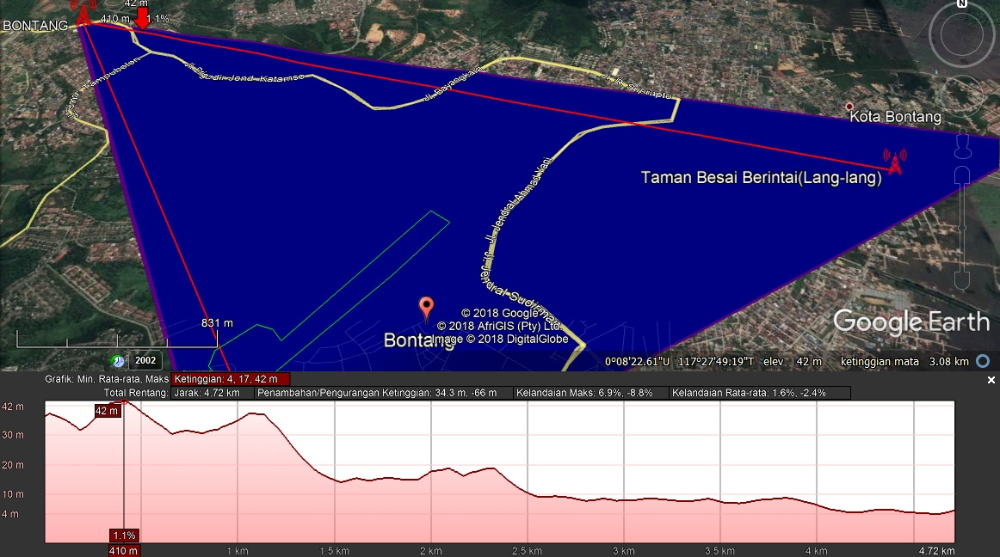 42 m
N
BONTANG
410 m
1.1%
Jl. Brigdir Jend. Katamso
Jl. Bayangkara
Jl. R. Suprapto
Kota Bontang
Taman Besai Berintai(Lang-lang)
Jl. Jendral Ahmad Yani
Jl. Jendral Sudirman
831 m
Bontang
© 2018 Google
© 2018 AfriGIS (Pty) Ltd.
Image © 2018 DigitalGlobe
Google Earth
2002
0°08'22.61"U 117°27'49.19"T elev 42 m ketinggian mata 3.08 km
Grafik: Min, Rata-rata, Maks Ketinggian: 4, 17, 42 m
Total Rentang: Jarak: 4.72 km Penambahan/Pengurangan Ketinggian: 34.3 m, -66 m Kelandaian Maks: 6.9%, -8.8% Kelandaian Rata-rata: 1.6%, -2.4%
42 m
42 m
30 m
20 m
10 m
4 m
1.1%
410 m 1 km 1.5 km 2 km 2.5 km 3 km 3.5 km 4 km 4.72 km